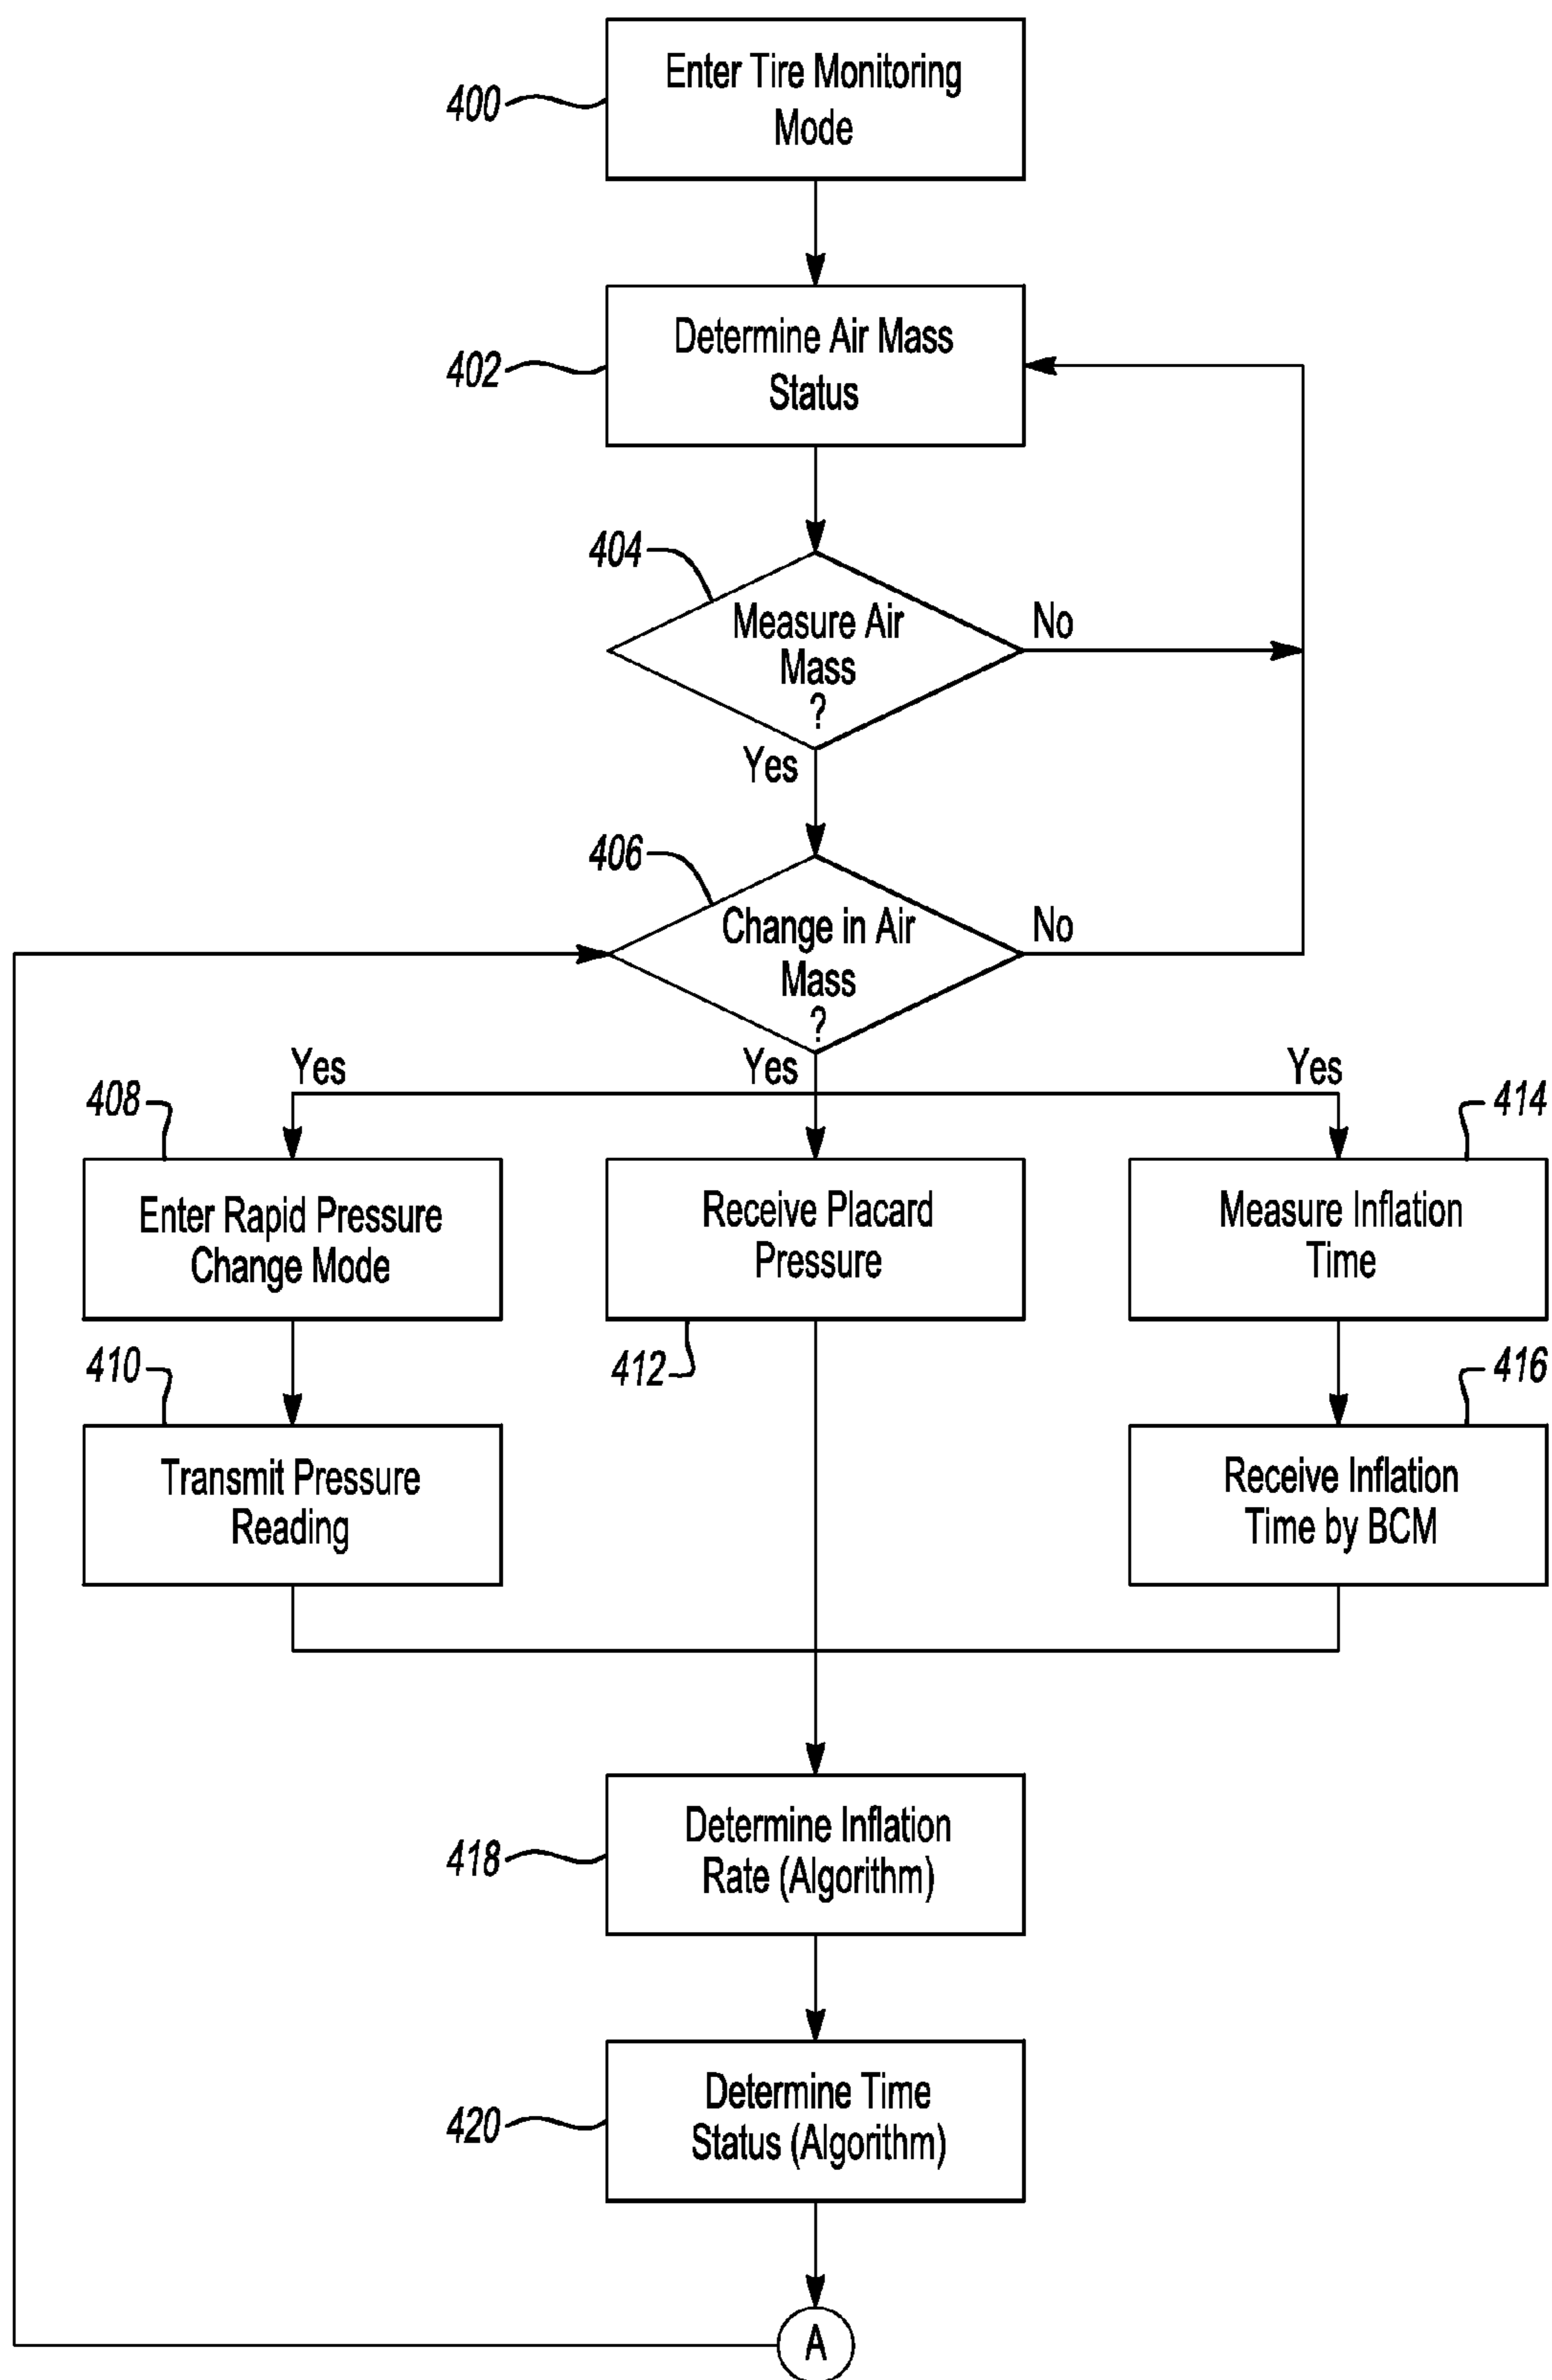 400
Enter Tire Monitoring
Mode
402
Determine Air Mass
Status
404
Measure Air
Mass
?
No
Yes
406
Change in Air
Mass
?
No
Yes
Yes
Yes
408
Enter Rapid Pressure
Change Mode
Receive Placard
Pressure
412
414
Measure Inflation
Time
410
Transmit Pressure
Reading
416
Receive Inflation
Time by BCM
418
Determine Inflation
Rate (Algorithm)
420
Determine Time
Status (Algorithm)
A